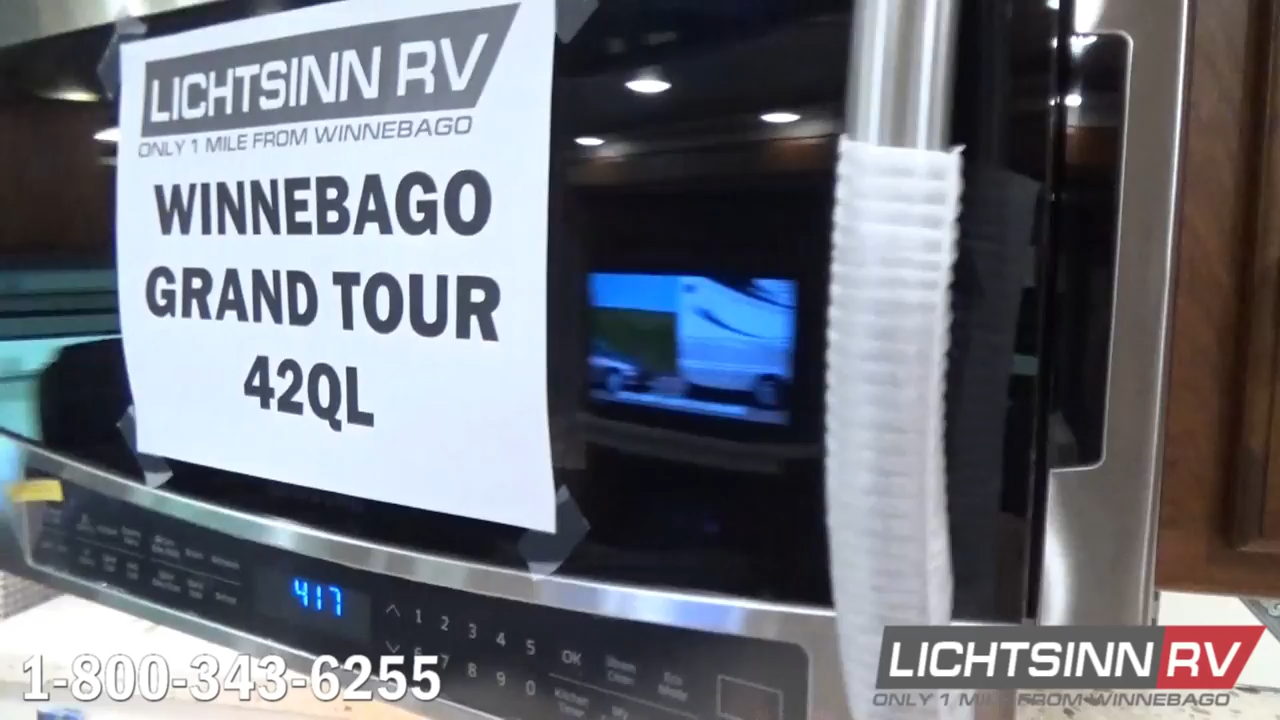 LICHTSINN RV
ONLY 1 MILE FROM WINNEBAGO
WINNEBAGO
GRAND TOUR
42QL
417
1 2 3 4 5 OK
7 8 9 0
1-800-343-6255
LICHTSINN RV
ONLY 1 MILE FROM WINNEBAGO